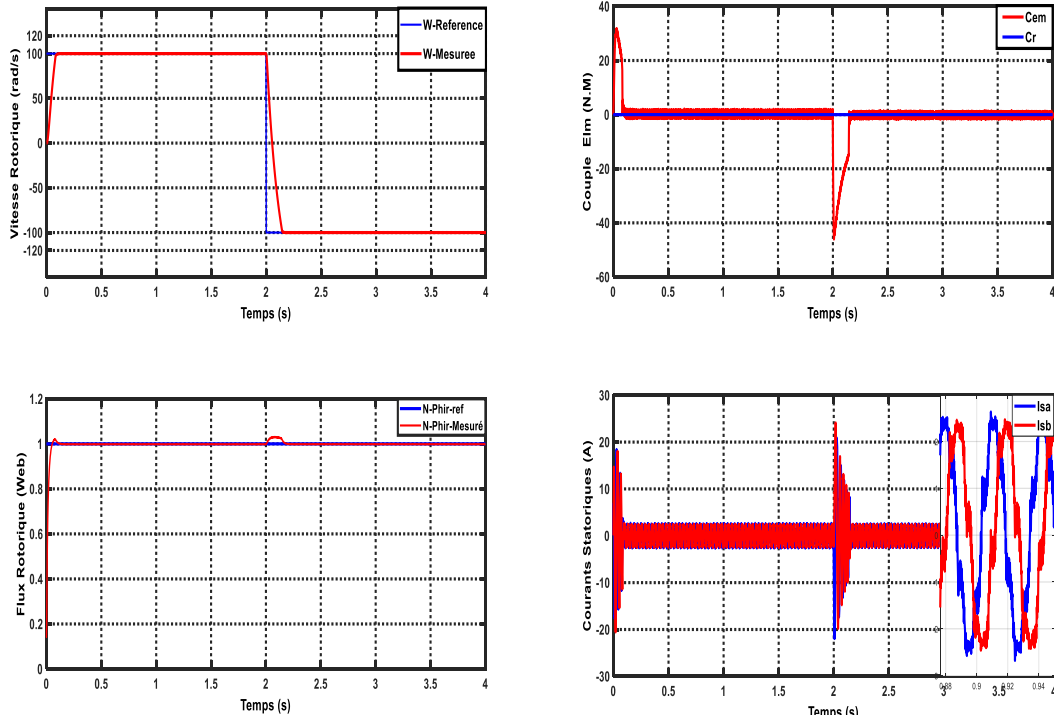 Vitesse Rotorique (rad/s)
120
100
50
0
-50
-100
-120
0 0.5 1 1.5 2 2.5 3 3.5 4
Temps (s)
W-Reference
W-Mesuree
Couple Elm (N.M)
40
20
0
-20
-40
-60
0 0.5 1 1.5 2 2.5 3 3.5 4
Temps (s)
Cem
Cr
Flux Rotorique (Web)
1.2
1
0.8
0.6
0.4
0.2
0
0 0.5 1 1.5 2 2.5 3 3.5 4
Temps (s)
N-Phir-ref
N-Phir-Mesuré
Courants Statoriques (A)
30
20
10
0
-10
-20
-30
0 0.5 1 1.5 2 2.5 3 3.5 4
Temps (s)
Isa
Isb
0.88 0.9 0.92 0.94